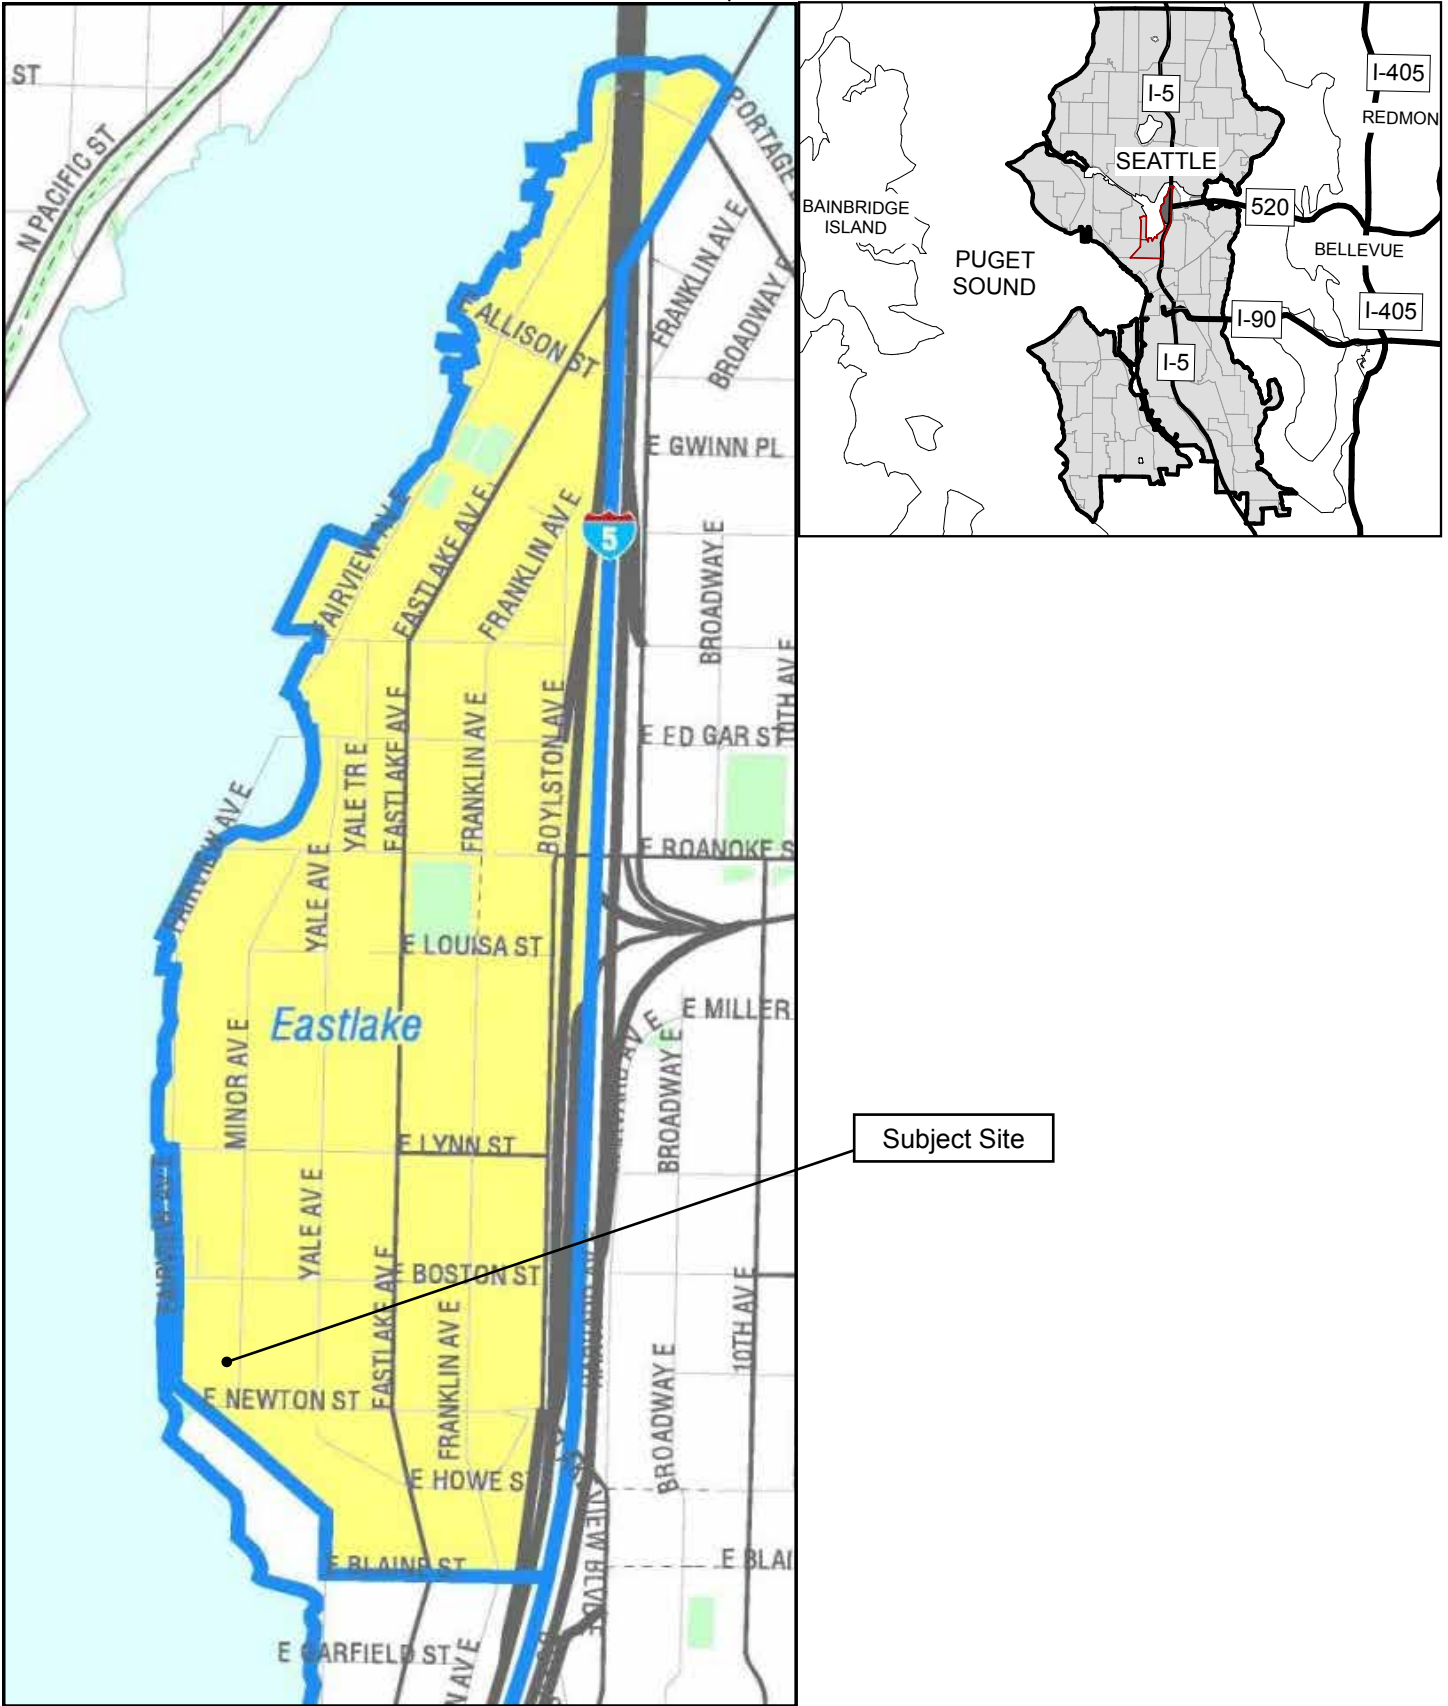 ST
N PACIFIC ST
PORTAGE
FRANKLIN AV E
BROADWAY E
E ALLISON ST
E GWINN PL
FAIRVIEW AV E
EASTLAKE AV E
FRANKLIN AV E
5
BROADWAY E
10TH AV E
YALE TR E
EASTLAKE AV E
FRANKLIN AV E
BOYLSTON AV E
E ED GAR ST
FAIRVIEW AV E
YALE AV E
E ROANOKE S
E LOUISA ST
Eastlake
MINOR AV E
E MILLER
BROADWAY E
E LYNN ST
FAIRVIEW AV E
YALE AV E
EASTLAKE AV E
BOSTON ST
FRANKLIN AV E
10TH AV E
BROADWAY E
E NEWTON ST
E HOWE S
E BLAINE ST
E BLAI
E GARFIELD ST
N AV E
Subject Site
I-5
I-405
REDMON
SEATTLE
BAINBRIDGE
ISLAND
520
PUGET
SOUND
BELLEVUE
I-90
I-405
I-5